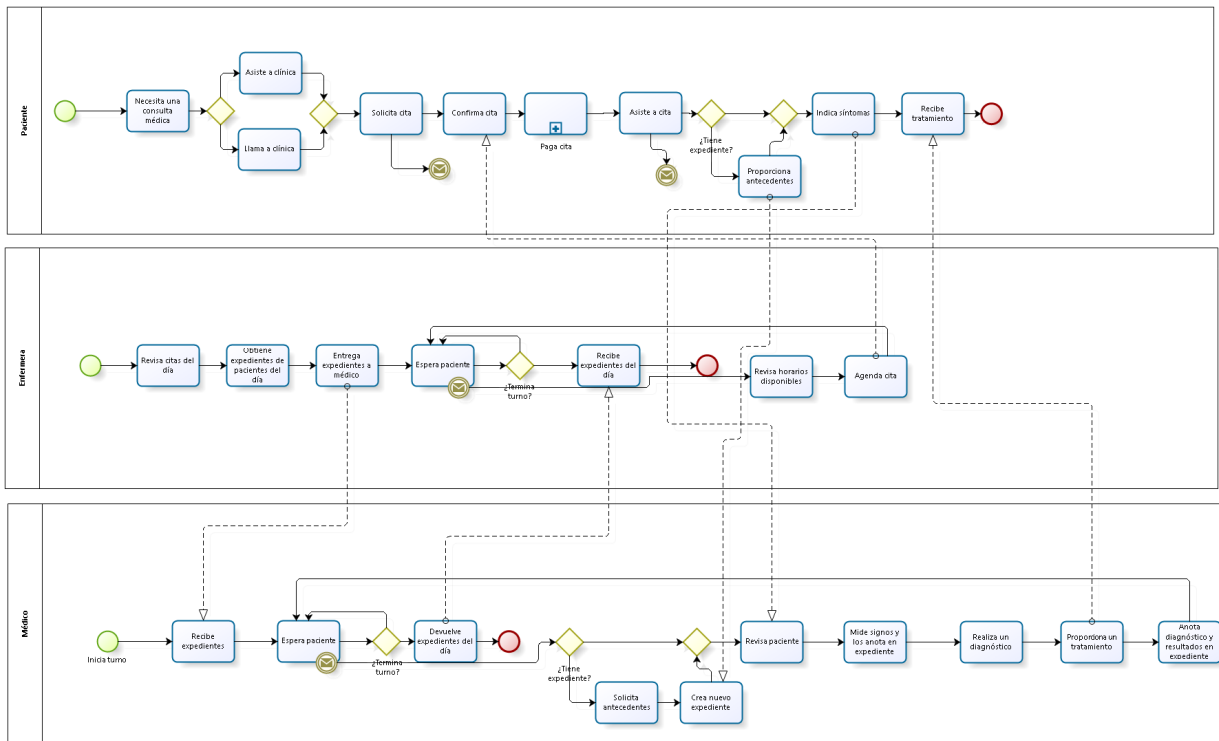 Paciente
Necesita una
consulta
médica
Asiste a clínica
Llama a clínica
Solicita cita
Confirma cita
Paga cita
Asiste a cita
¿Tiene
expediente?
Proporciona
antecedentes
Indica síntomas
Recibe
tratamiento
Enfermera
Revisa citas del
día
Obtiene
expedientes de
pacientes del
día
Entrega
expedientes a
médico
Espera paciente
¿Termina
turno?
Recibe
expedientes del
día
Revisa horarios
disponibles
Agenda cita
Médico
Inicia turno
Recibe
expedientes
Espera paciente
¿Termina
turno?
Devuelve
expedientes del
día
¿Tiene
expediente?
Solicita
antecedentes
Crea nuevo
expediente
Revisa paciente
Mide signos y
los anota en
expediente
Realiza un
diagnóstico
Proporciona un
tratamiento
Anota
diagnóstico y
resultados en
expediente